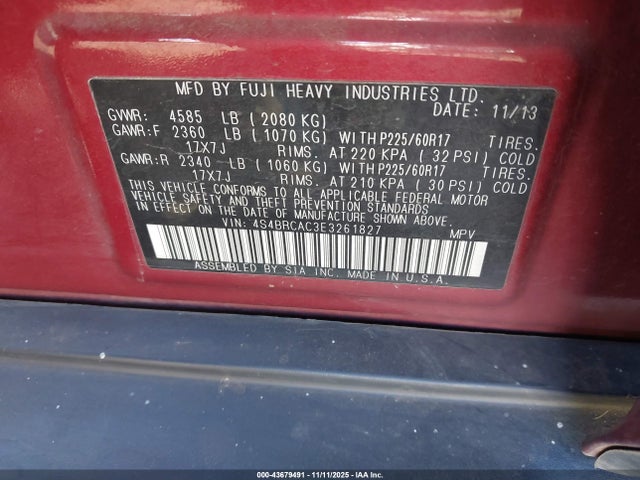 MFD BY FUJI HEAVY INDUSTRIES LTD.
DATE: 11/13
GVWR: 4585 LB (2080 KG)
GAWR:F 2360 LB (1070 KG) WITH P225/60R17 TIRES.
17X7J RIMS. AT 220 KPA (32 PSI) COLD
GAWR:R 2340 LB (1060 KG) WITH P225/60R17 TIRES.
17X7J RIMS. AT 210 KPA (30 PSI) COLD
THIS VEHICLE CONFORMS TO ALL APPLICABLE FEDERAL MOTOR
VEHICLE SAFETY AND THEFT PREVENTION STANDARDS IN EFFECT
ON THE DATE OF MANUFACTURE SHOWN ABOVE.
VIN: 4S4BRCAC3E3261827 MPV
ASSEMBLED BY SIA INC. MADE IN U.S.A.
000-43679491 - 11/11/2025 - IAA Inc.